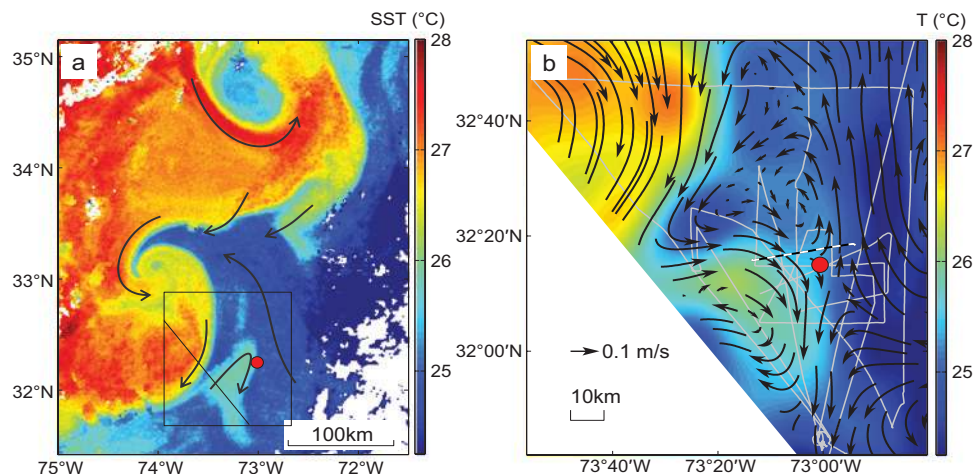 SST (°C)
T (°C)
a
28
27
26
25
35°N
34°N
33°N
32°N
75°W
74°W
73°W
72°W
100km
b
28
27
26
25
32°40′N
32°20′N
32°00′N
0.1 m/s
10km
73°40′W
73°20′W
73°00′W